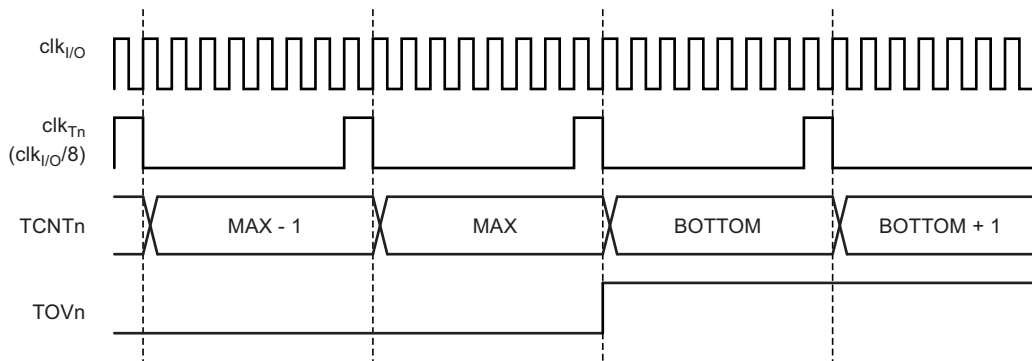 clkI/O
clkTn
(clkI/O/8)
TCNTn
MAX - 1
MAX
BOTTOM
BOTTOM + 1
TOVn